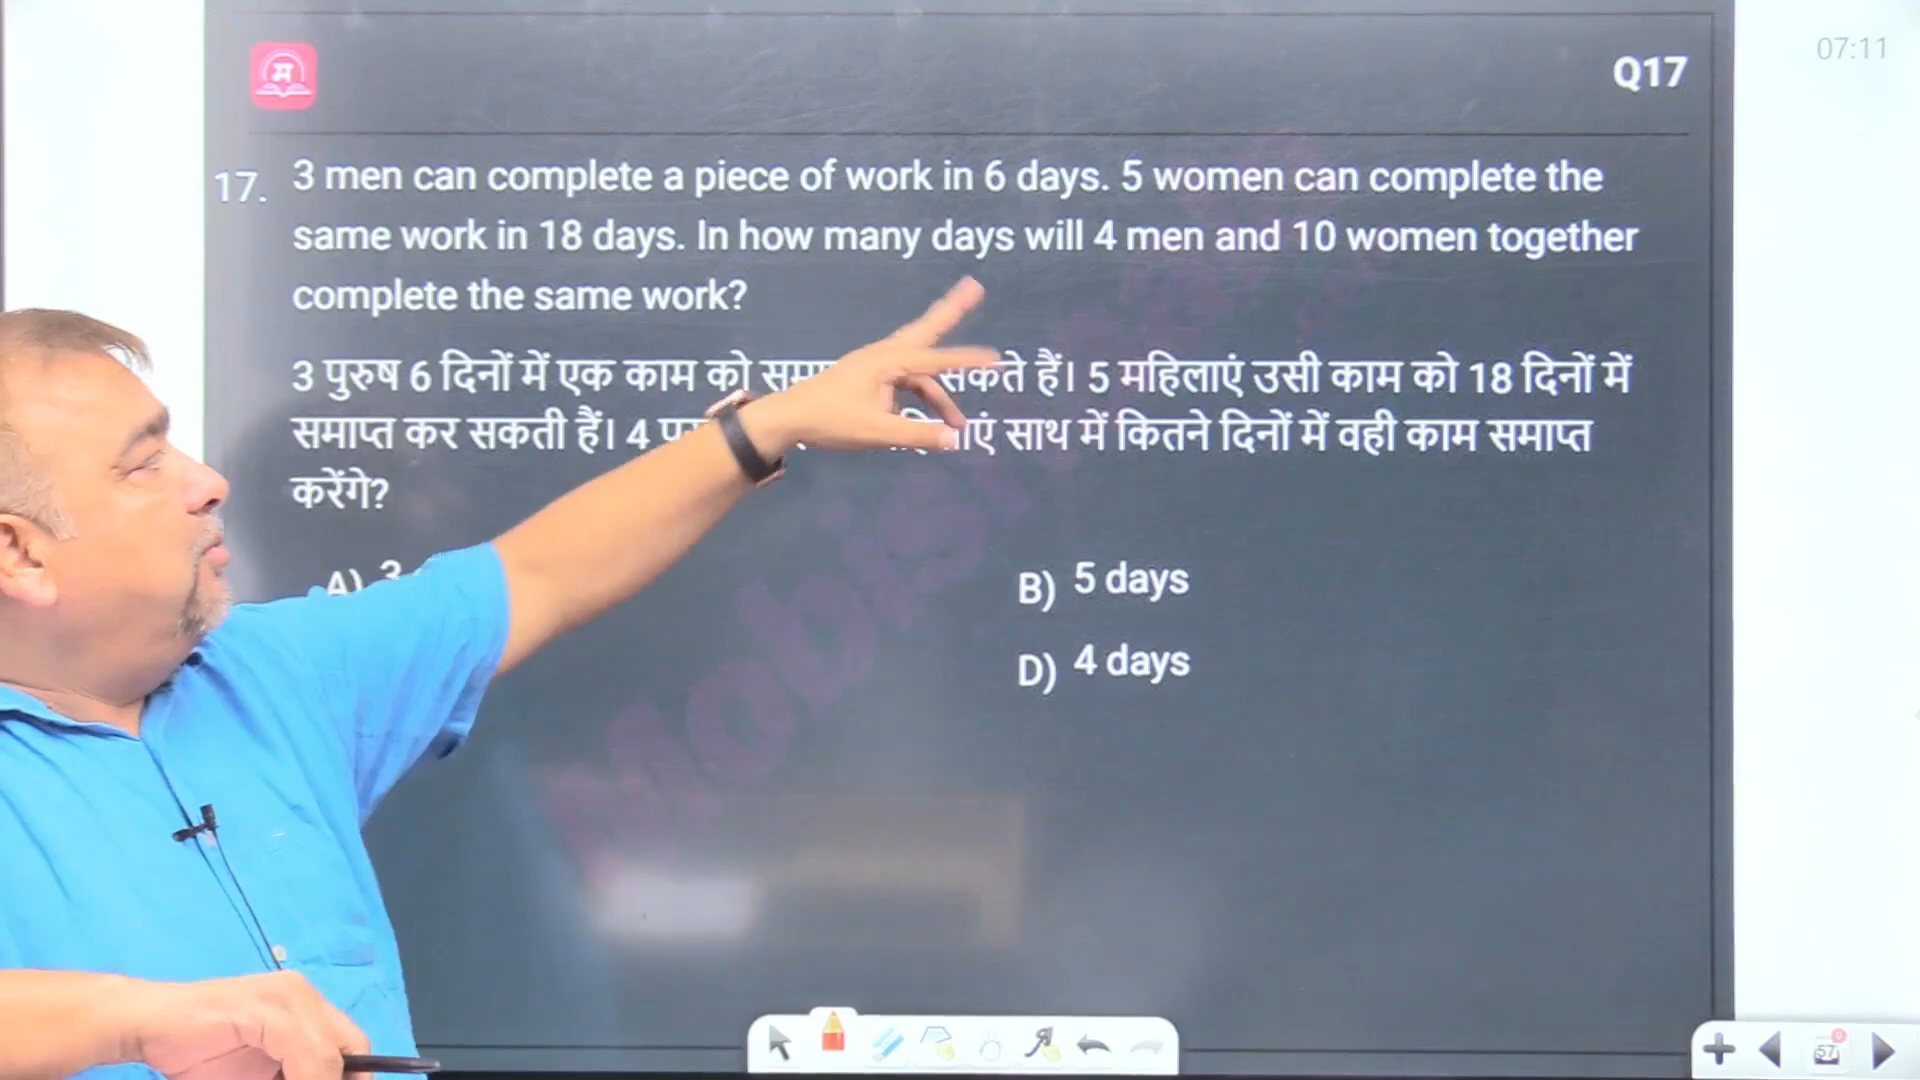 म
Q17
07:11
17. 3 men can complete a piece of work in 6 days. 5 women can complete the
same work in 18 days. In how many days will 4 men and 10 women together
complete the same work?
3 पुरुष 6 दिनों में एक काम को सकते हैं। 5 महिलाएं उसी काम को 18 दिनों में
समाप्त कर सकती हैं। 4 साथ में कितने दिनों में वही काम समाप्त
करेंगे?
A) 3
B) 5 days
D) 4 days
57
0